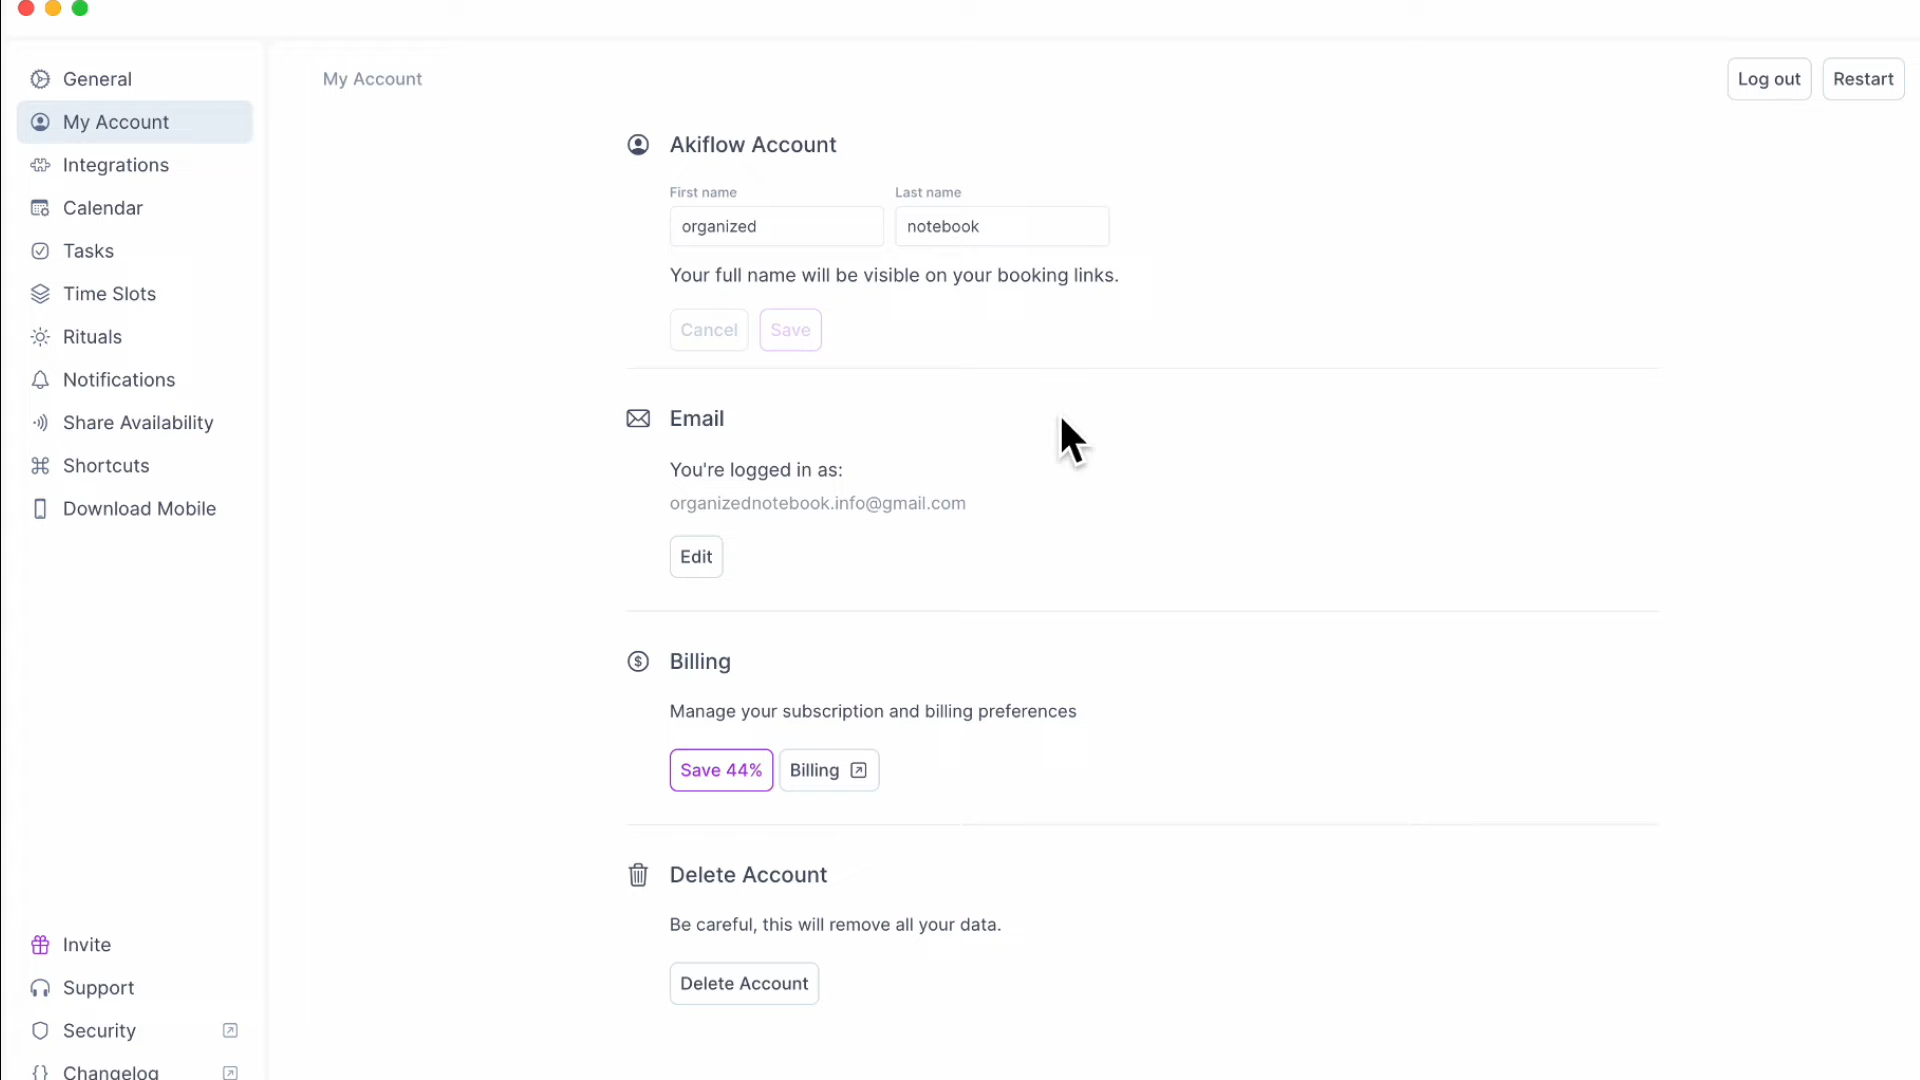 General
My Account
Integrations
Calendar
Tasks
Time Slots
Rituals
Notifications
Share Availability
Shortcuts
Download Mobile
Invite
Support
Security
Changelog
My Account
Log out
Restart
Akiflow Account
First name
Last name
organized
notebook
Your full name will be visible on your booking links.
Cancel
Save
Email
You're logged in as:
organizednotebook.info@gmail.com
Edit
Billing
Manage your subscription and billing preferences
Save 44%
Billing
Delete Account
Be careful, this will remove all your data.
Delete Account